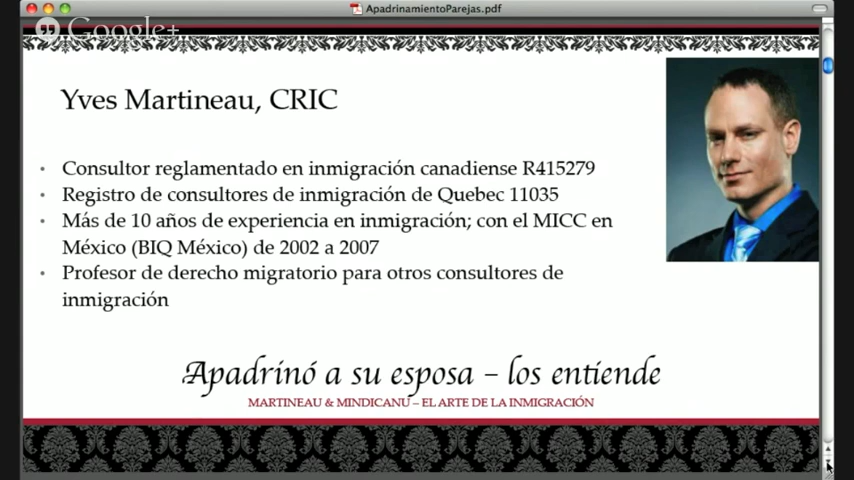 ApadrinamientoParejas.pdf
Google+
Yves Martineau, CRIC
• Consultor reglamentado en inmigración canadiense R415279
• Registro de consultores de inmigración de Quebec 11035
• Más de 10 años de experiencia en inmigración; con el MICC en
México (BIQ México) de 2002 a 2007
• Profesor de derecho migratorio para otros consultores de
inmigración
Apadrinó a su esposa – los entiende
MARTINEAU & MINDICANU – EL ARTE DE LA INMIGRACIÓN